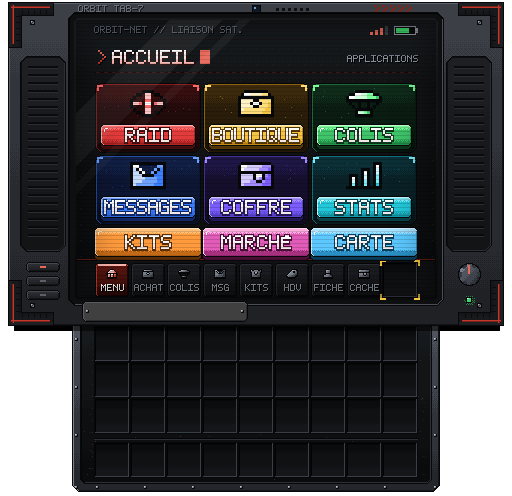 ORBIT TAB-7
ORBIT-NET // LIAISON SAT.
>ACCUEIL
APPLICATIONS
RAID
BOUTIQUE
COLIS
MESSAGES
COFFRE
STATS
KITS
MARCHÉ
CARTE
MENU
ACHAT
COLIS
MSG
KITS
HDV
FICHE
CACHE